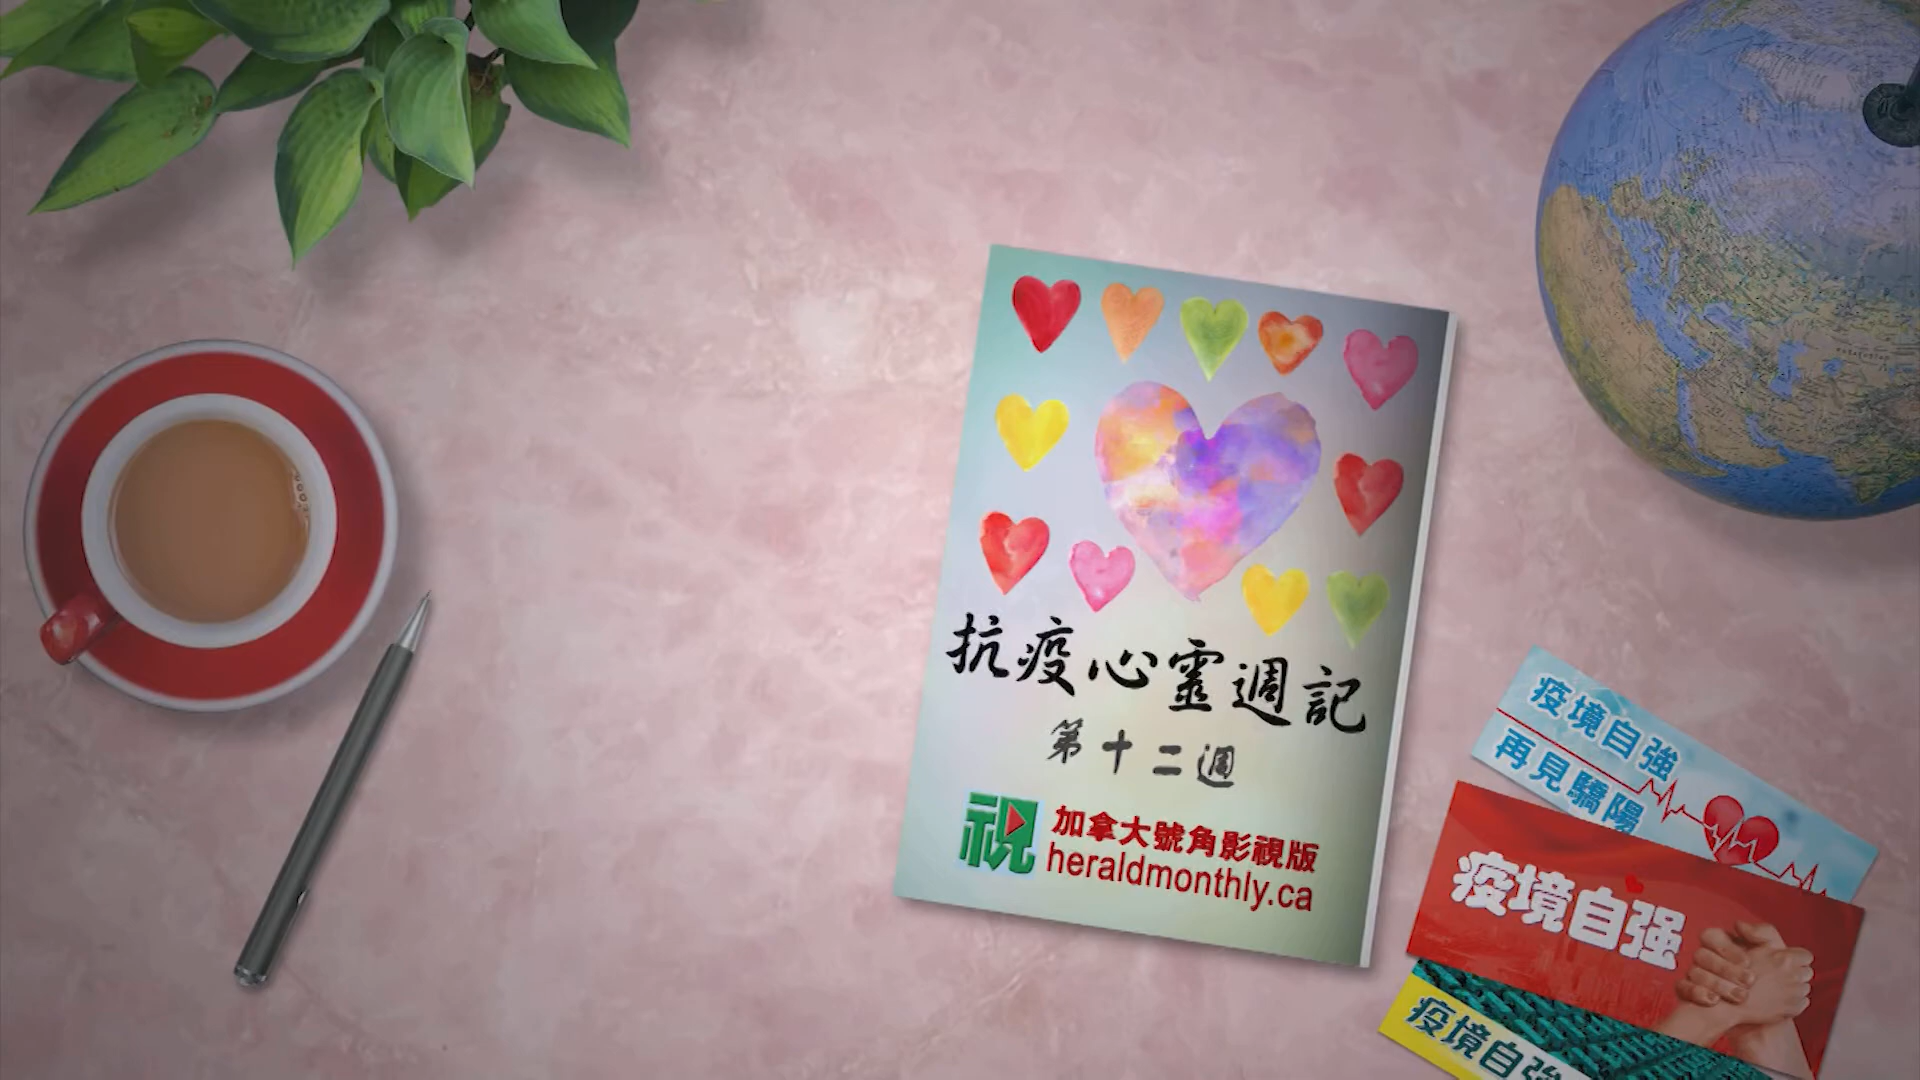 抗疫心靈週記
第十二週
視
加拿大號角影視版
heraldmonthly.ca
疫境自強
再見驕陽
疫境自强
疫境自強